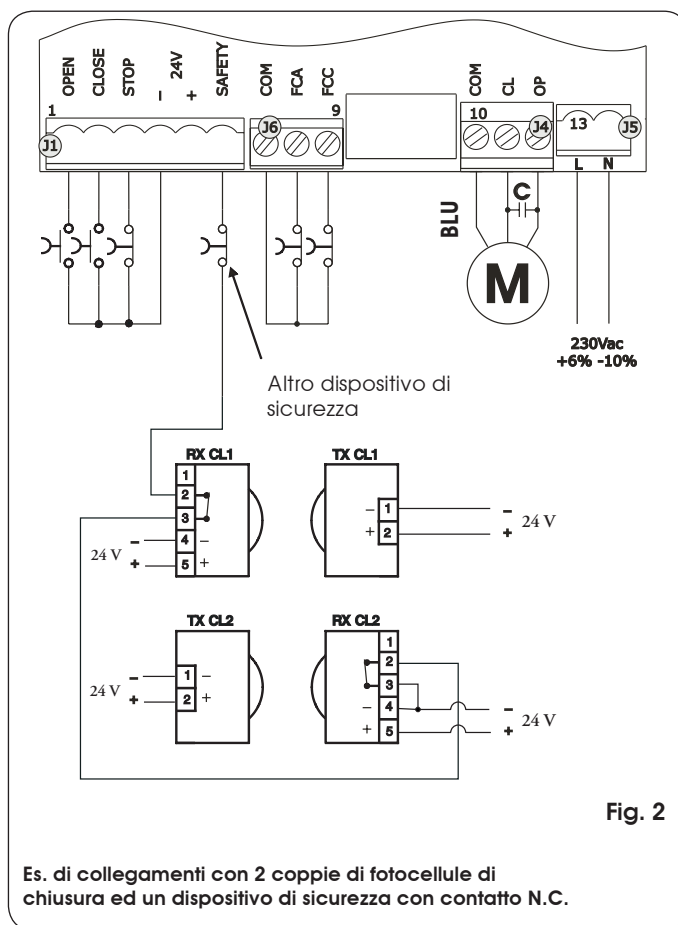 OPEN
CLOSE
STOP
–
24V
+
SAFETY
COM
FCA
FCC
COM
CL
OP
1
9
10
13
J1
J6
J4
J5
L N
BLU
C
M
230Vac
+6% -10%
Altro dispositivo di
sicurezza
RX CL1
1
2
3
4 –
5 +
24 V – +
TX CL1
– 1
+ 2
– + 24 V
TX CL2
1 –
2 +
24 V – +
RX CL2
1
2
3
– 4
+ 5
– + 24 V
Fig. 2
Es. di collegamenti con 2 coppie di fotocellule di
chiusura ed un dispositivo di sicurezza con contatto N.C.